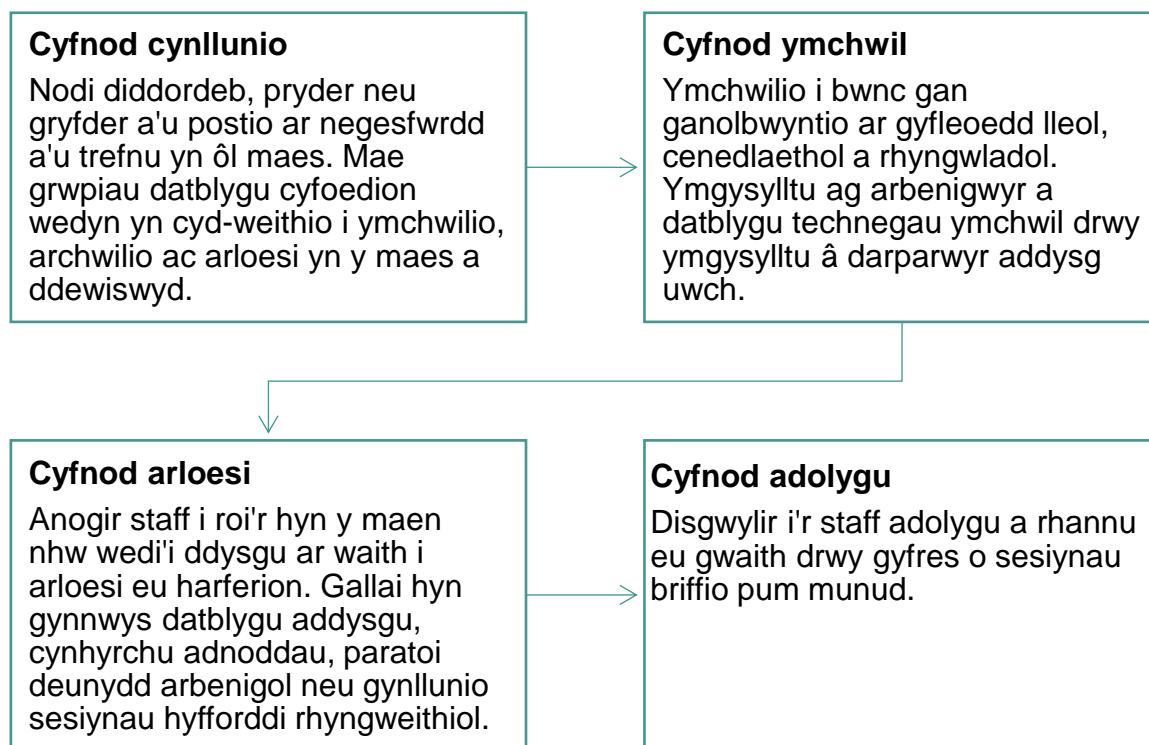 Cyfnod cynllunio
Nodi diddordeb, pryder neu
gryfder a'u postio ar negesfwrdd
a'u trefnu yn ôl maes. Mae
grwpiau datblygu cyfoedion
wedyn yn cyd-weithio i ymchwilio,
archwilio ac arloesi yn y maes a
ddewiswyd.
Cyfnod ymchwil
Ymchwilio i bwnc gan
ganolbwyntio ar gyfleoedd lleol,
cenedlaethol a rhyngwladol.
Ymgysylltu ag arbenigwyr a
datblygu technegau ymchwil drwy
ymgysylltu â darparwyr addysg
uwch.
Cyfnod arloesi
Anogir staff i roi'r hyn y maen
nhw wedi'i ddysgu ar waith i
arloesi eu harferion. Gallai hyn
gynnwys datblygu addysgu,
cynhyrchu adnoddau, paratoi
deunydd arbenigol neu gynllunio
sesiynau hyfforddi rhyngweithiol.
Cyfnod adolygu
Disgwylir i'r staff adolygu a rhannu
eu gwaith drwy gyfres o sesiynau
briffio pum munud.